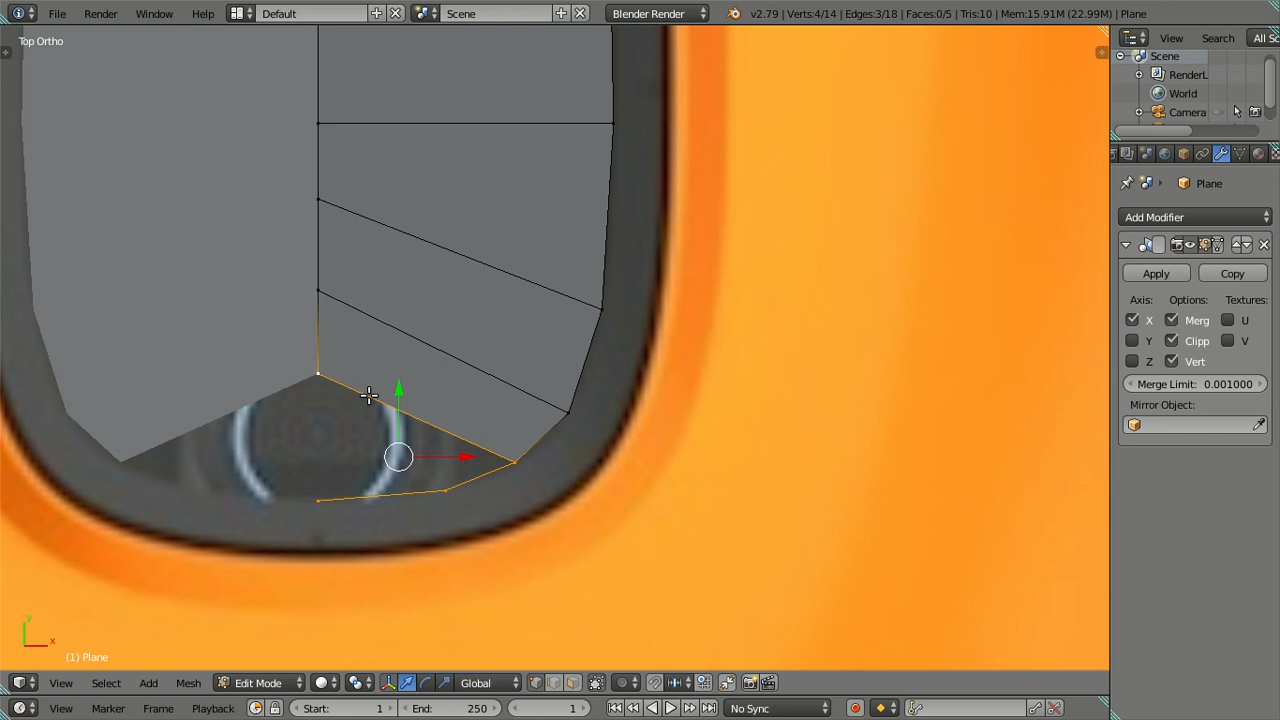 File Render Window Help Default Scene Blender Render v2.79 | Verts:4/14 | Edges:3/18 | Faces:0/5 | Tris:10 | Mem:15.91M (22.99M) | Plane
Top Ortho
View Search All Sc
Scene
RenderL
World
Camera
Plane
Add Modifier
Apply Copy
Axis: Options: Textures:
X Merg U
Y Clipp V
Z Vert
Merge Limit: 0.001000
Mirror Object:
y
x
(1) Plane
View Select Add Mesh Edit Mode Global
View Marker Frame Playback Start: 1 End: 250 1 No Sync